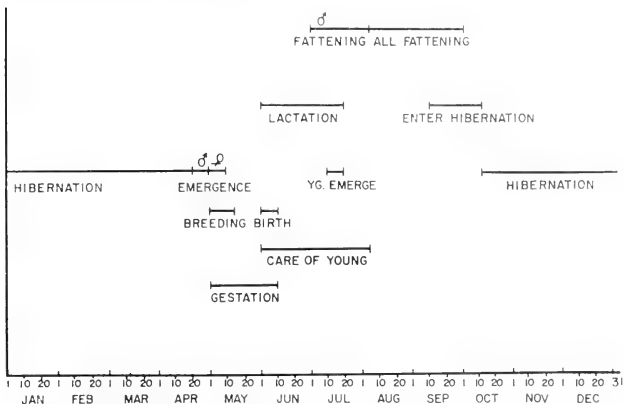 ♂
FATTENING ALL FATTENING
LACTATION ENTER HIBERNATION
♂ ♀
HIBERNATION EMERGENCE YG. EMERGE HIBERNATION
BREEDING BIRTH
CARE OF YOUNG
GESTATION
1 10 20 1 10 20 1 10 20 1 10 20 1 10 20 1 10 20 1 10 20 1 10 20 1 10 20 1 10 20 1 10 20 1 10 20 31
JAN FEB MAR APR MAY JUN JUL AUG SEP OCT NOV DEC